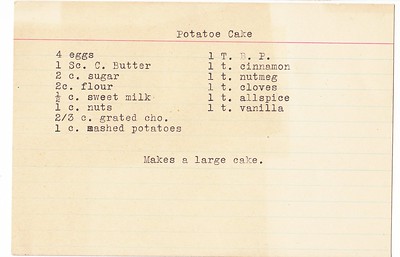 Potatoe Cake
4 eggs
1 Sc. C. Butter
2 c. sugar
2c. flour
½ c. sweet milk
1 c. nuts
2/3 c. grated cho.
1 c. mashed potatoes
1 T. B. P.
1 t. cinnamon
1 t. nutmeg
1 t. cloves
1 t. allspice
1 t. vanilla
Makes a large cake.